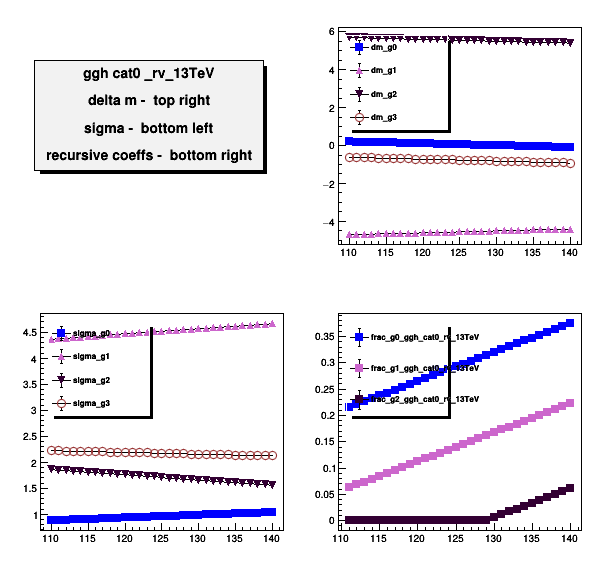 ggh cat0 _rv_13TeV
delta m - top right
sigma - bottom left
recursive coeffs - bottom right
6
4
2
0
−2
−4
dm_g0
dm_g1
dm_g2
dm_g3
110 115 120 125 130 135 140
4.5
4
3.5
3
2.5
2
1.5
1
sigma_g0
sigma_g1
sigma_g2
sigma_g3
110 115 120 125 130 135 140
0.35
0.3
0.25
0.2
0.15
0.1
0.05
0
frac_g0_ggh_cat0_rv_13TeV
frac_g1_ggh_cat0_rv_13TeV
frac_g2_ggh_cat0_rv_13TeV
110 115 120 125 130 135 140